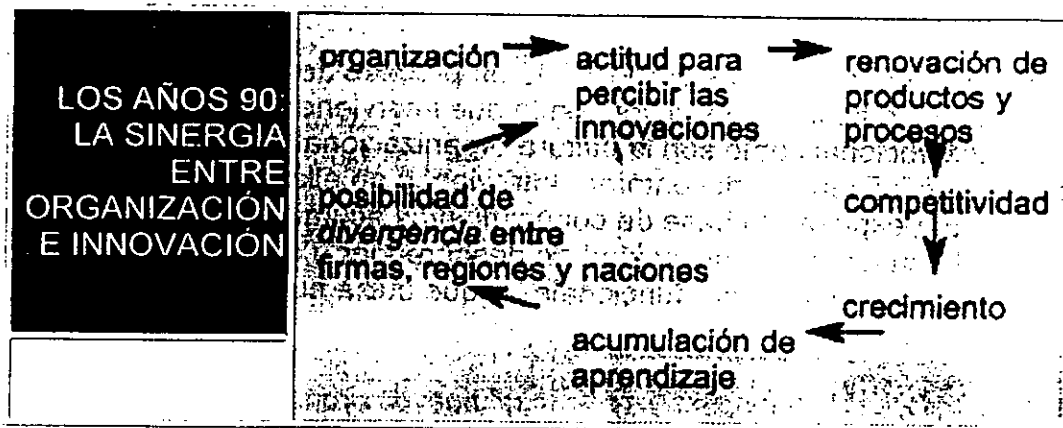 LOS AÑOS 90:
LA SINERGIA
ENTRE
ORGANIZACIÓN
E INNOVACIÓN
organización
actitud para
percibir las
innovaciones
renovación de
productos y
procesos
competitividad
crecimiento
acumulación de
aprendizaje
posibilidad de
divergencia entre
firmas, regiones y naciones